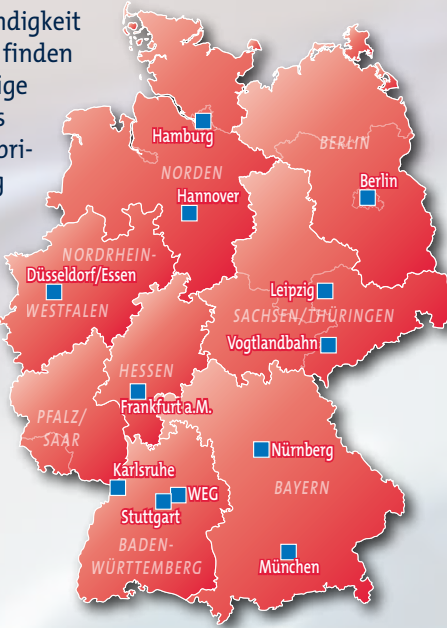 ndigkeit
finden
ige
s
bri-
g
Hamburg
NORDEN
BERLIN
Hannover
Berlin
NORDRHEIN-
WESTFALEN
Düsseldorf/Essen
Leipzig
SACHSEN/THÜRINGEN
Vogtlandbahn
HESSEN
Frankfurt a.M.
PFALZ/
SAAR
Karlsruhe
WEG
Stuttgart
Nürnberg
BAYERN
BADEN-
WÜRTTEMBERG
München